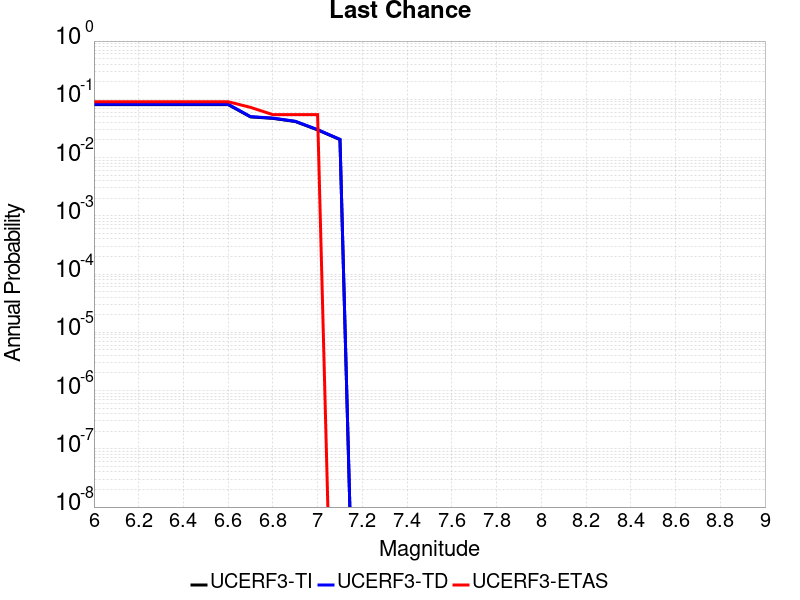 Last Chance
10^0
10^-1
10^-2
10^-3
10^-4
10^-5
10^-6
10^-7
10^-8
Annual Probability
6 6.2 6.4 6.6 6.8 7 7.2 7.4 7.6 7.8 8 8.2 8.4 8.6 8.8 9
Magnitude
UCERF3-TI UCERF3-TD UCERF3-ETAS